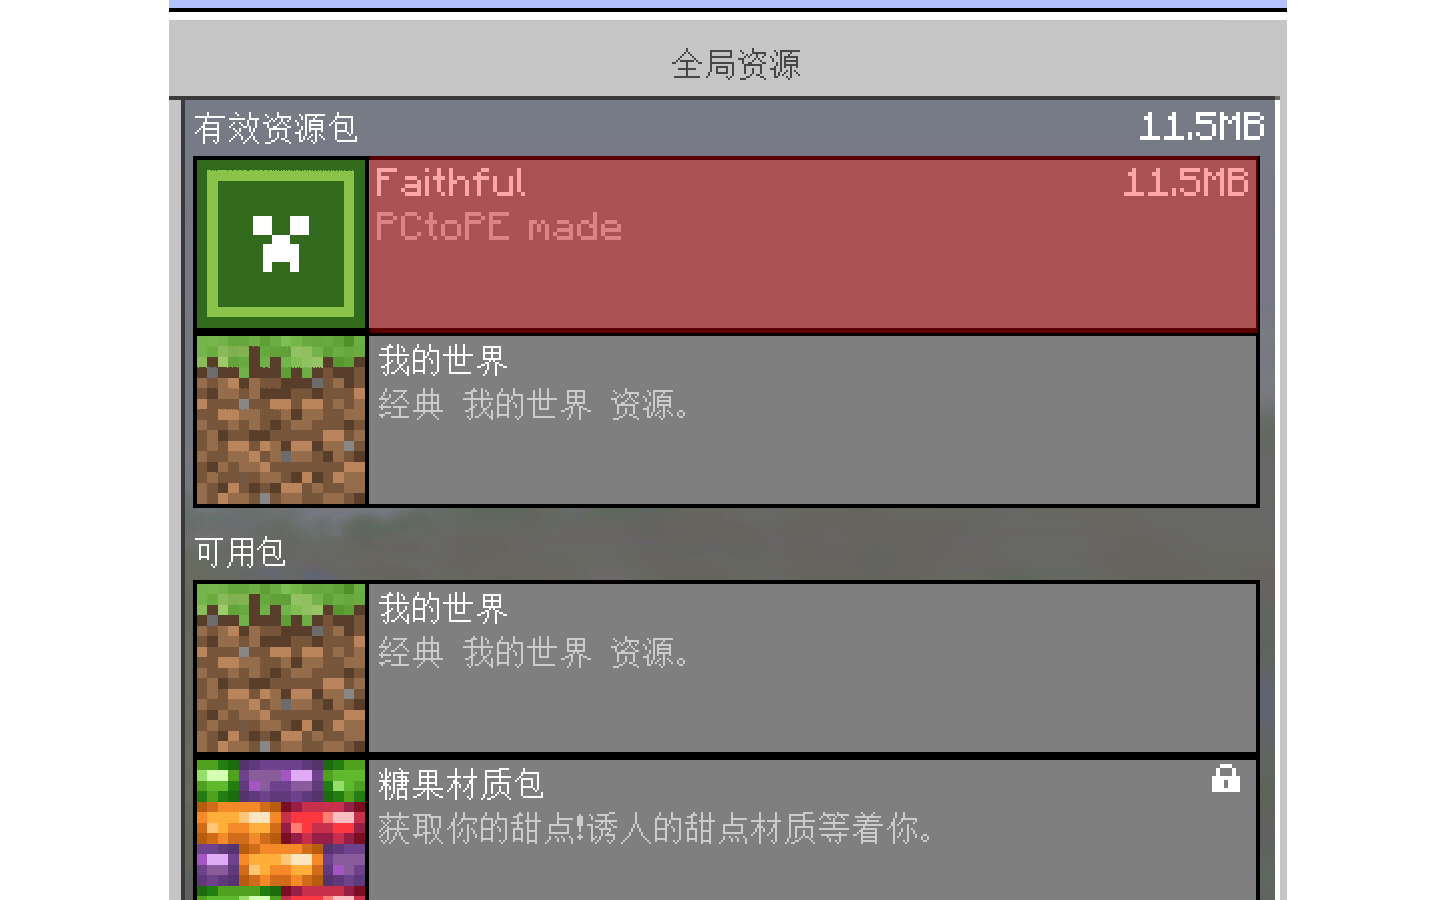 全局资源
有效资源包 11.5MB
Faithful 11.5MB
PCtoPE made
我的世界
经典 我的世界 资源。
可用包
我的世界
经典 我的世界 资源。
糖果材质包
获取你的甜点!诱人的甜点材质等着你。